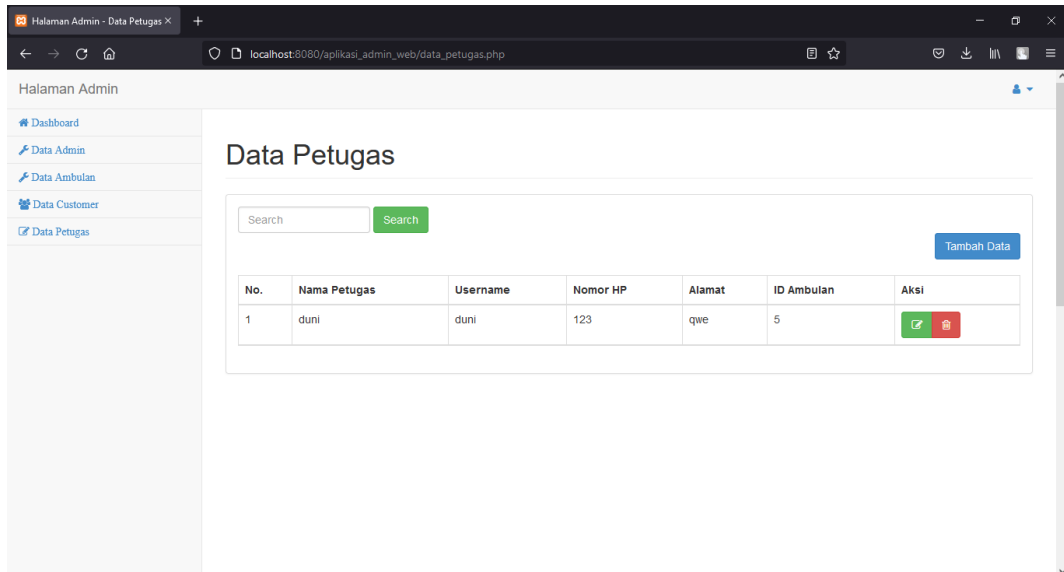 Halaman Admin - Data Petugas
localhost:8080/aplikasi_admin_web/data_petugas.php
Halaman Admin
Dashboard
Data Admin
Data Ambulan
Data Customer
Data Petugas
Data Petugas
Search Search
Tambah Data
No. Nama Petugas Username Nomor HP Alamat ID Ambulan Aksi
1 duni duni 123 qwe 5